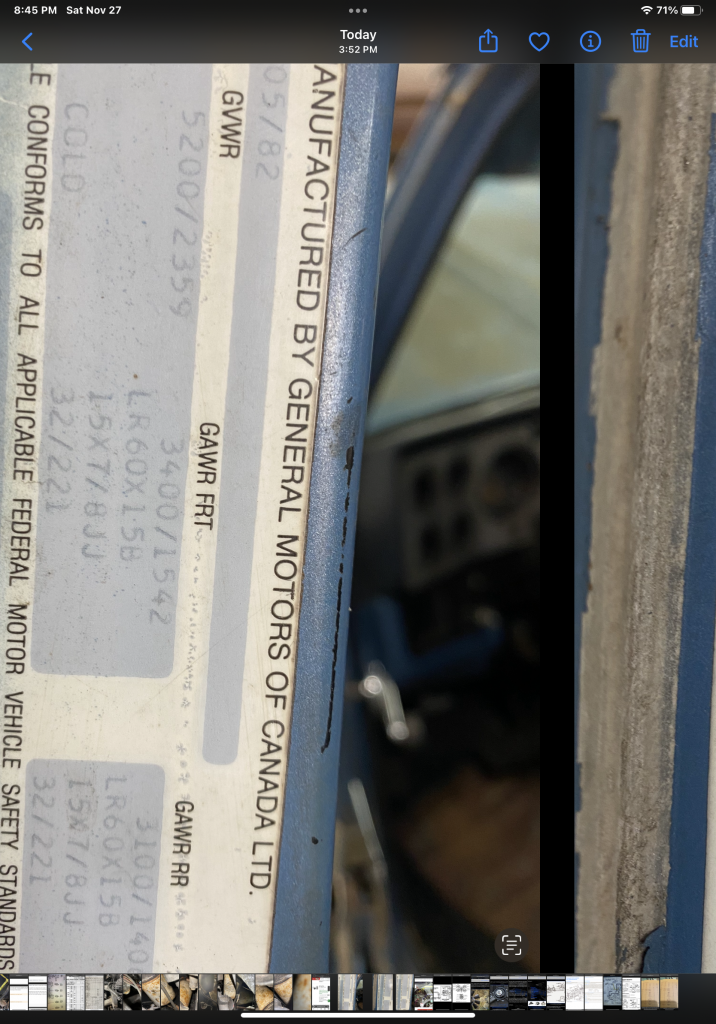 8:45 PM Sat Nov 27
71%
Today
3:52 PM
Edit
ANUFACTURED BY GENERAL MOTORS OF CANADA LTD.
05/82
GVWR
GAWR FRT
GAWR RR
5200/2359
3400/1542
3100/140
LR60X15B
LR60X15B
15X7/8JJ
15X7/8JJ
COLD
32/221
32/221
LE CONFORMS TO ALL APPLICABLE FEDERAL MOTOR VEHICLE SAFETY STANDARDS